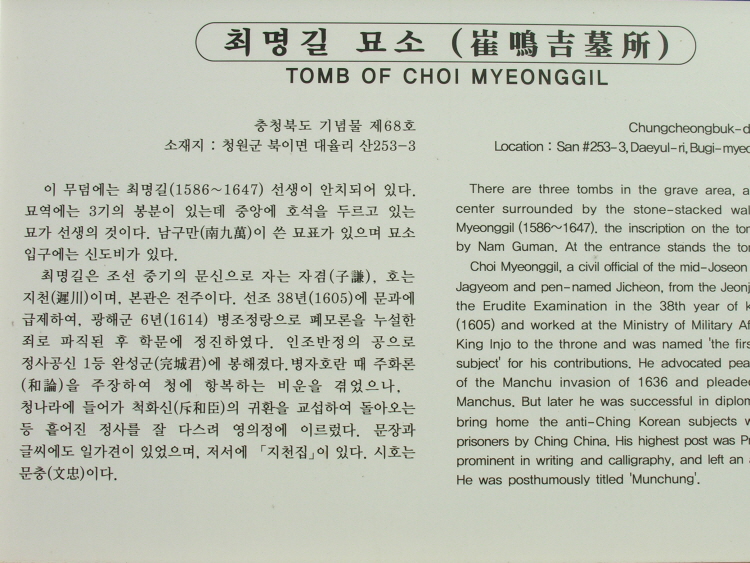 최명길 묘소 (崔鳴吉墓所)
TOMB OF CHOI MYEONGGIL
충청북도 기념물 제68호
소재지 : 청원군 북이면 대율리 산253-3
이 무덤에는 최명길(1586~1647) 선생이 안치되어 있다.
묘역에는 3기의 봉분이 있는데 중앙에 호석을 두르고 있는
묘가 선생의 것이다. 남구만(南九萬)이 쓴 묘표가 있으며 묘소
입구에는 신도비가 있다.
최명길은 조선 중기의 문신으로 자는 자겸(子謙), 호는
지천(遲川)이며, 본관은 전주이다. 선조 38년(1605)에 문과에
급제하여, 광해군 6년(1614) 병조정랑으로 폐모론을 누설한
죄로 파직된 후 학문에 정진하였다. 인조반정의 공으로
정사공신 1등 완성군(完城君)에 봉해졌다.병자호란 때 주화론
(和論)을 주장하여 청에 항복하는 비운을 겪었으나,
청나라에 들어가 척화신(斥和臣)의 귀환을 교섭하여 돌아오는
등 흩어진 정사를 잘 다스려 영의정에 이르렀다. 문장과
글씨에도 일가견이 있었으며, 저서에 「지천집」이 있다. 시호는
문충(文忠)이다.
Chungcheongbuk-d
Location : San #253-3, Daeyul-ri, Bugi-myeo
There are three tombs in the grave area, a
center surrounded by the stone-stacked wal
Myeonggil (1586~1647). the inscription on the tom
by Nam Guman. At the entrance stands the to
Choi Myeonggil, a civil official of the mid-Joseon
Jagyeom and pen-named Jicheon, from the Jeonj
the Erudite Examination in the 38th year of k
(1605) and worked at the Ministry of Military Af
King Injo to the throne and was named 'the firs
subject' for his contributions. He advocated pea
of the Manchu invasion of 1636 and pleade
Manchus. But later he was successful in diplom
bring home the anti-Ching Korean subjects w
prisoners by Ching China. His highest post was Pr
prominent in writing and calligraphy, and left an
He was posthumously titled 'Munchung'.